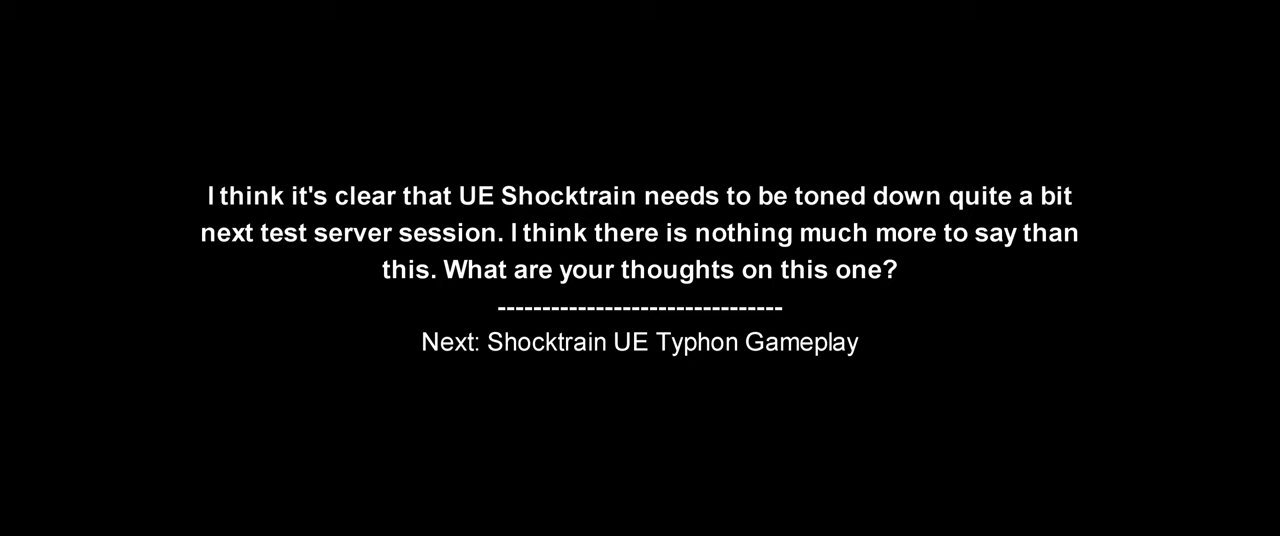 I think it's clear that UE Shocktrain needs to be toned down quite a bit
next test server session. I think there is nothing much more to say than
this. What are your thoughts on this one?
--------------------------------
Next: Shocktrain UE Typhon Gameplay